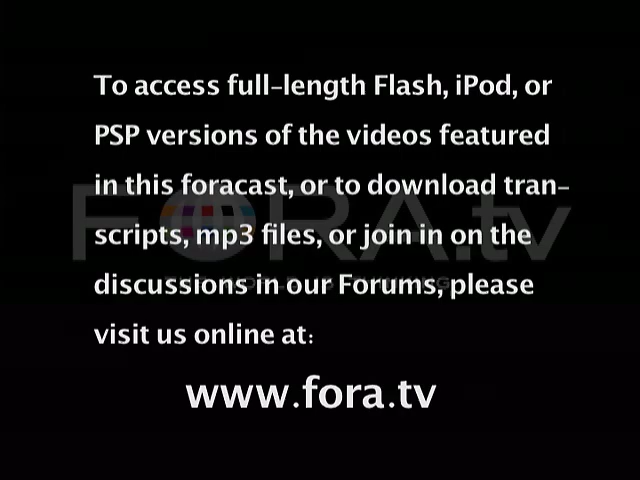 To access full-length Flash, iPod, or
PSP versions of the videos featured
in this foracast, or to download tran-
scripts, mp3 files, or join in on the
discussions in our Forums, please
visit us online at:
www.fora.tv
FORA.tv